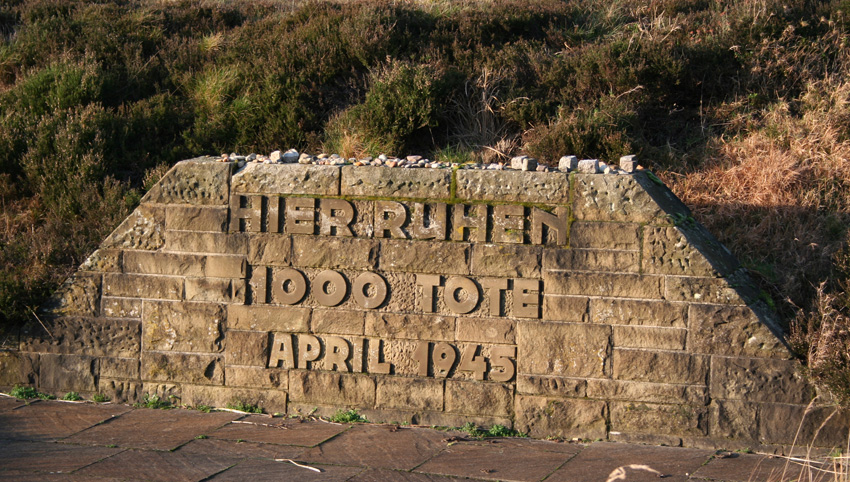 HIER RUHEN
1000 TOTE
APRIL 1945